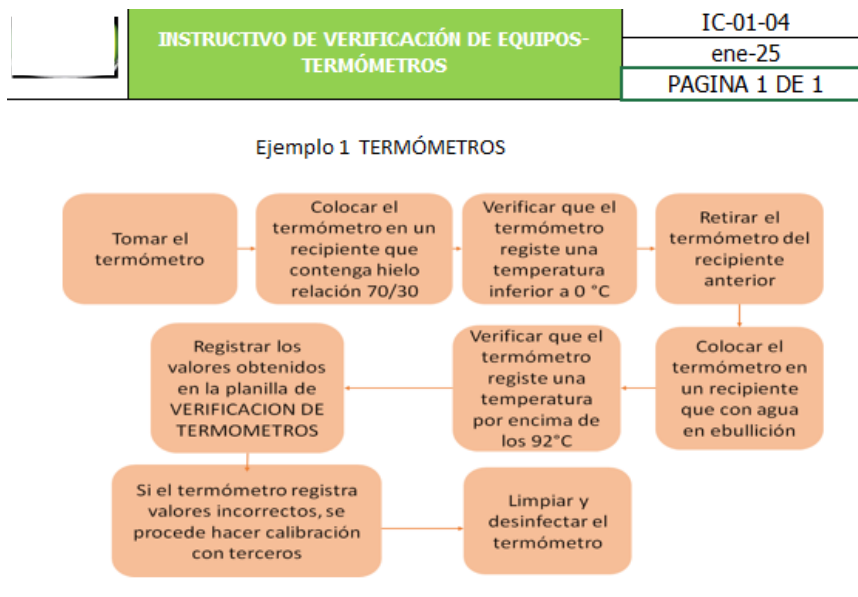 INSTRUCTIVO DE VERIFICACIÓN DE EQUIPOS-
TERMÓMETROS
IC-01-04
ene-25
PAGINA 1 DE 1
Ejemplo 1 TERMÓMETROS
Tomar el
termómetro
Colocar el
termómetro en un
recipiente que
contenga hielo
relación 70/30
Verificar que el
termómetro
registe una
temperatura
inferior a 0 °C
Retirar el
termómetro del
recipiente
anterior
Colocar el
termómetro en
un recipiente
que con agua
en ebullición
Verificar que el
termómetro
registe una
temperatura
por encima de
los 92°C
Registrar los
valores obtenidos
en la planilla de
VERIFICACION DE
TERMOMETROS
Si el termómetro registra
valores incorrectos, se
procede hacer calibración
con terceros
Limpiar y
desinfectar el
termómetro